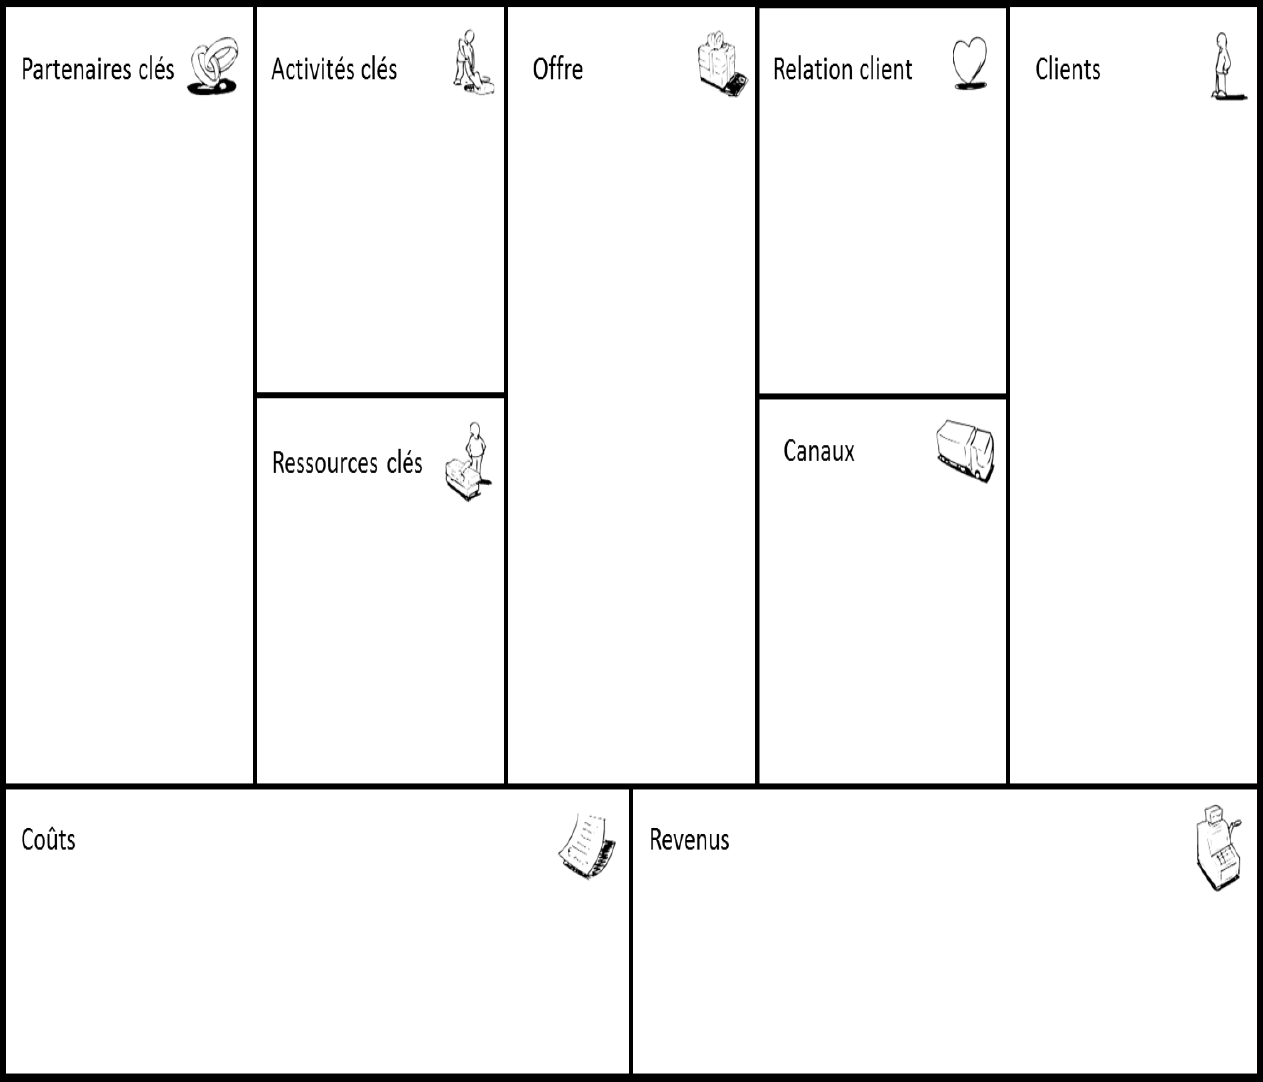 Partenaires clés
Activités clés
Ressources clés
Offre
Relation client
Canaux
Clients
Coûts
Revenus